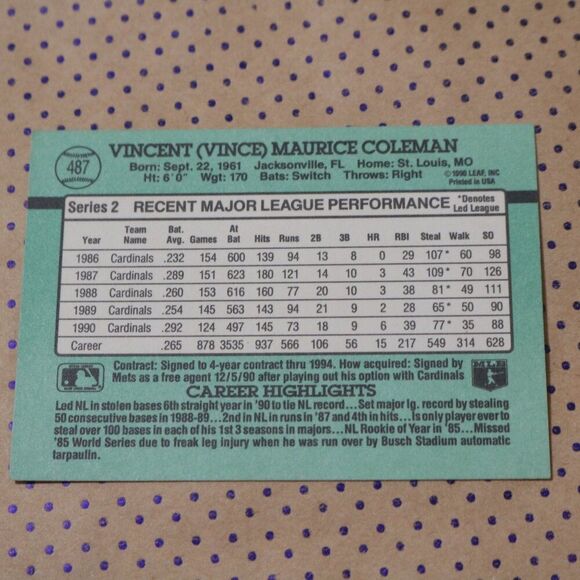 487
VINCENT (VINCE) MAURICE COLEMAN
Born: Sept. 22, 1961 Jacksonville, FL Home: St. Louis, MO
Ht: 6'0" Wgt: 170 Bats: Switch Throws: Right
©1990 LEAF, INC
Printed in USA
Series 2 RECENT MAJOR LEAGUE PERFORMANCE *Denotes Led League
Year Team Name Bat. Avg. Games At Bat Hits Runs 2B 3B HR RBI Steal Walk SO
1986 Cardinals .232 154 600 139 94 13 8 0 29 107* 60 98
1987 Cardinals .289 151 623 180 121 14 10 3 43 109* 70 126
1988 Cardinals .260 153 616 160 77 20 10 3 38 81* 49 111
1989 Cardinals .254 145 563 143 94 21 9 2 28 65* 50 90
1990 Cardinals .292 124 497 145 73 18 9 6 39 77* 35 88
Career .265 878 3535 937 566 106 56 15 217 549 314 628
Contract: Signed to 4-year contract thru 1994. How acquired: Signed by
Mets as a free agent 12/5/90 after playing out his option with Cardinals
CAREER HIGHLIGHTS
Led NL in stolen bases 6th straight year in '90 to tie NL record... Set major lg. record by stealing
50 consecutive bases in 1988-89...2nd in NL in runs in '87 and 4th in hits...Is only player ever to
steal over 100 bases in each of his 1st 3 seasons in majors...NL Rookie of Year in '85...Missed
'85 World Series due to freak leg injury when he was run over by Busch Stadium automatic
tarpaulin.
MLB